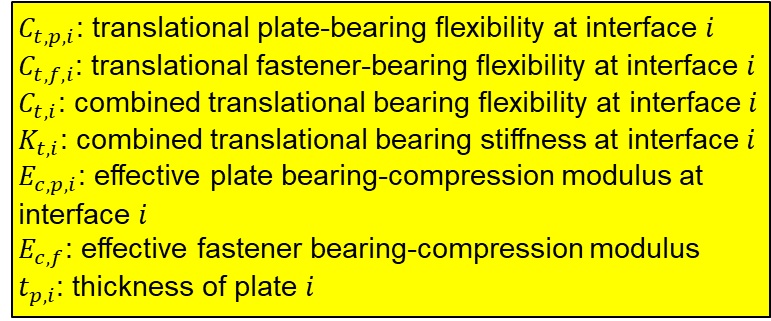 C_{t,p,i}: translational plate-bearing flexibility at interface i
C_{t,f,i}: translational fastener-bearing flexibility at interface i
C_{t,i}: combined translational bearing flexibility at interface i
K_{t,i}: combined translational bearing stiffness at interface i
E_{c,p,i}: effective plate bearing-compression modulus at
interface i
E_{c,f}: effective fastener bearing-compression modulus
t_{p,i}: thickness of plate i